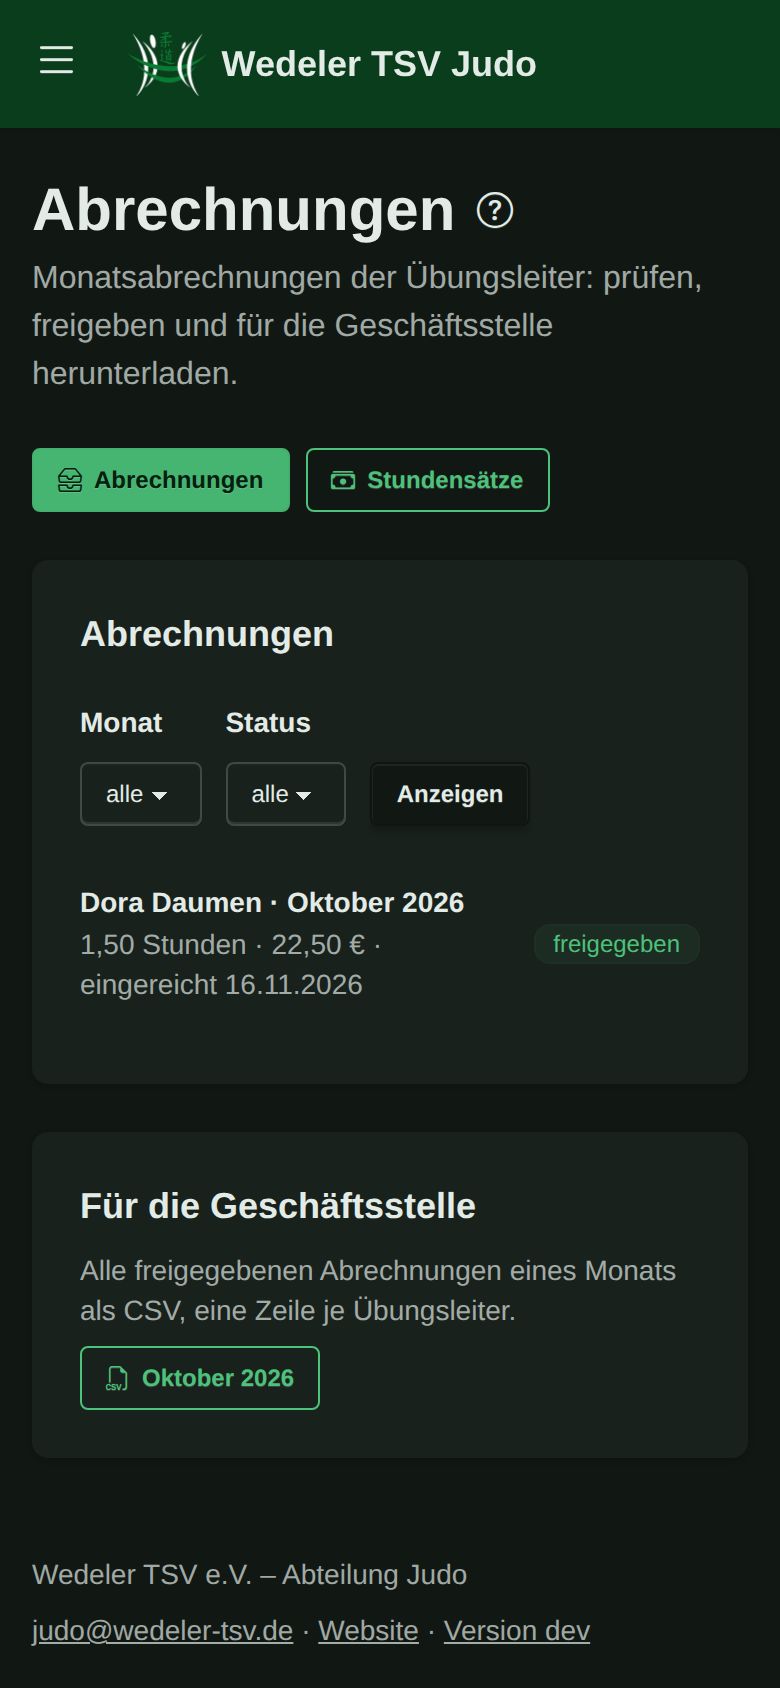 柔道
Wedeler TSV Judo
Abrechnungen ?
Monatsabrechnungen der Übungsleiter: prüfen,
freigeben und für die Geschäftsstelle
herunterladen.
Abrechnungen Stundensätze
Abrechnungen
Monat Status
alle alle Anzeigen
Dora Daumen · Oktober 2026
1,50 Stunden · 22,50 € ·
eingereicht 16.11.2026
freigegeben
Für die Geschäftsstelle
Alle freigegebenen Abrechnungen eines Monats
als CSV, eine Zeile je Übungsleiter.
CSV Oktober 2026
Wedeler TSV e.V. – Abteilung Judo
judo@wedeler-tsv.de · Website · Version dev